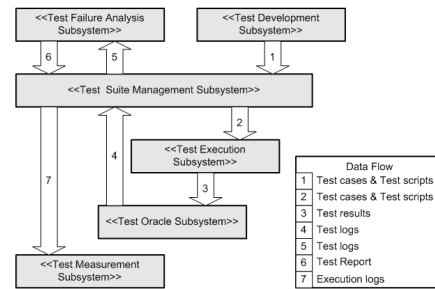 <<Test Failure Analysis
Subsystem>>
<<Test Development
Subsystem>>
6
5
1
<<Test Suite Management Subsystem>>
2
<<Test Execution
Subsystem>>
4
3
7
<<Test Oracle Subsystem>>
<<Test Measurement
Subsystem>>
Data Flow
1 Test cases & Test scripts
2 Test cases & Test scripts
3 Test results
4 Test logs
5 Test logs
6 Test Report
7 Execution logs